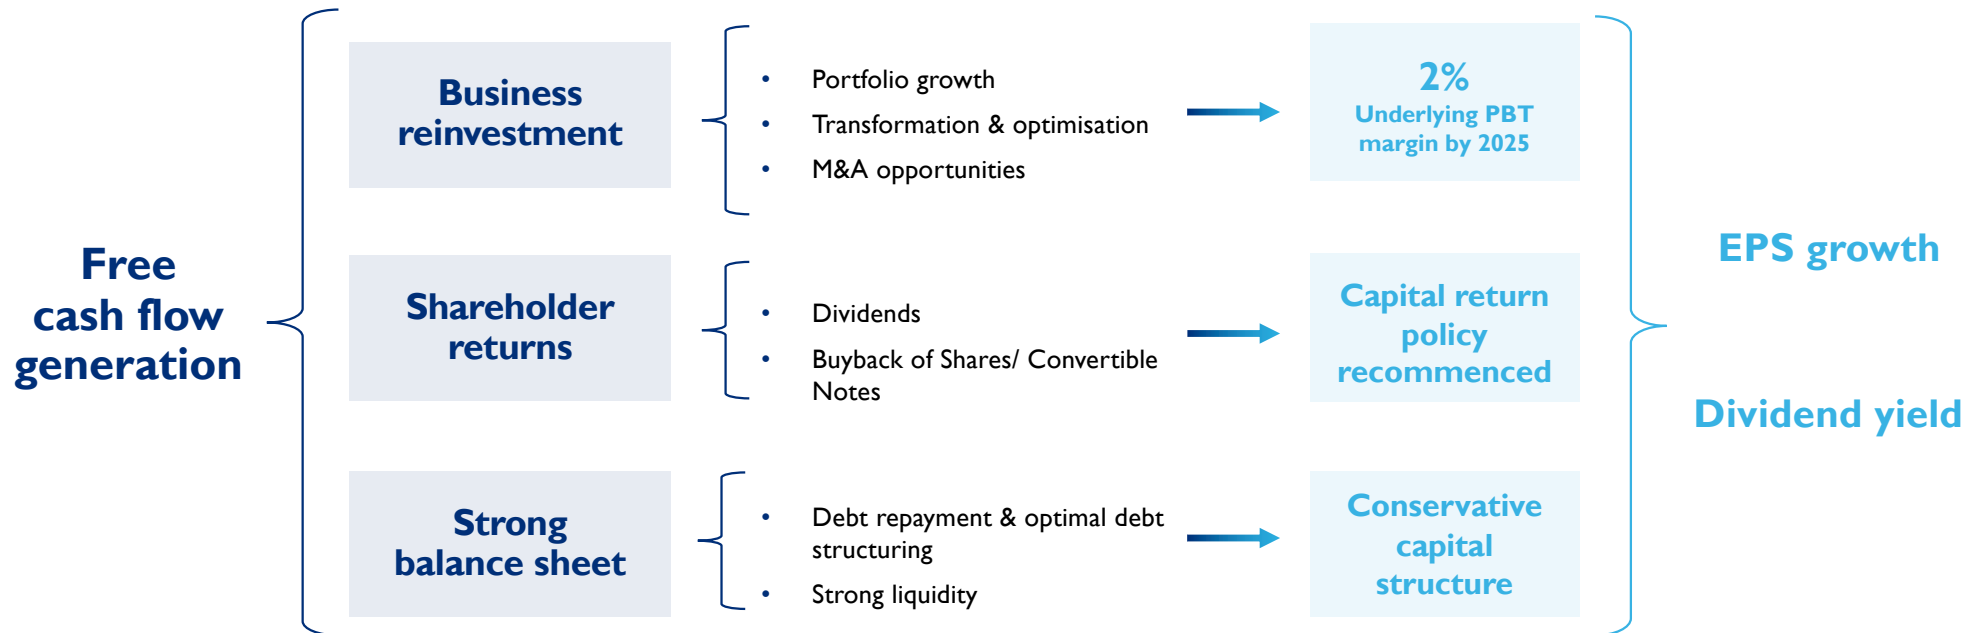 Free
cash flow
generation
Business
reinvestment
• Portfolio growth
• Transformation & optimisation
• M&A opportunities
2%
Underlying PBT
margin by 2025
Shareholder
returns
• Dividends
• Buyback of Shares/ Convertible
Notes
Capital return
policy
recommenced
Strong
balance sheet
• Debt repayment & optimal debt
structuring
• Strong liquidity
Conservative
capital
structure
EPS growth
Dividend yield